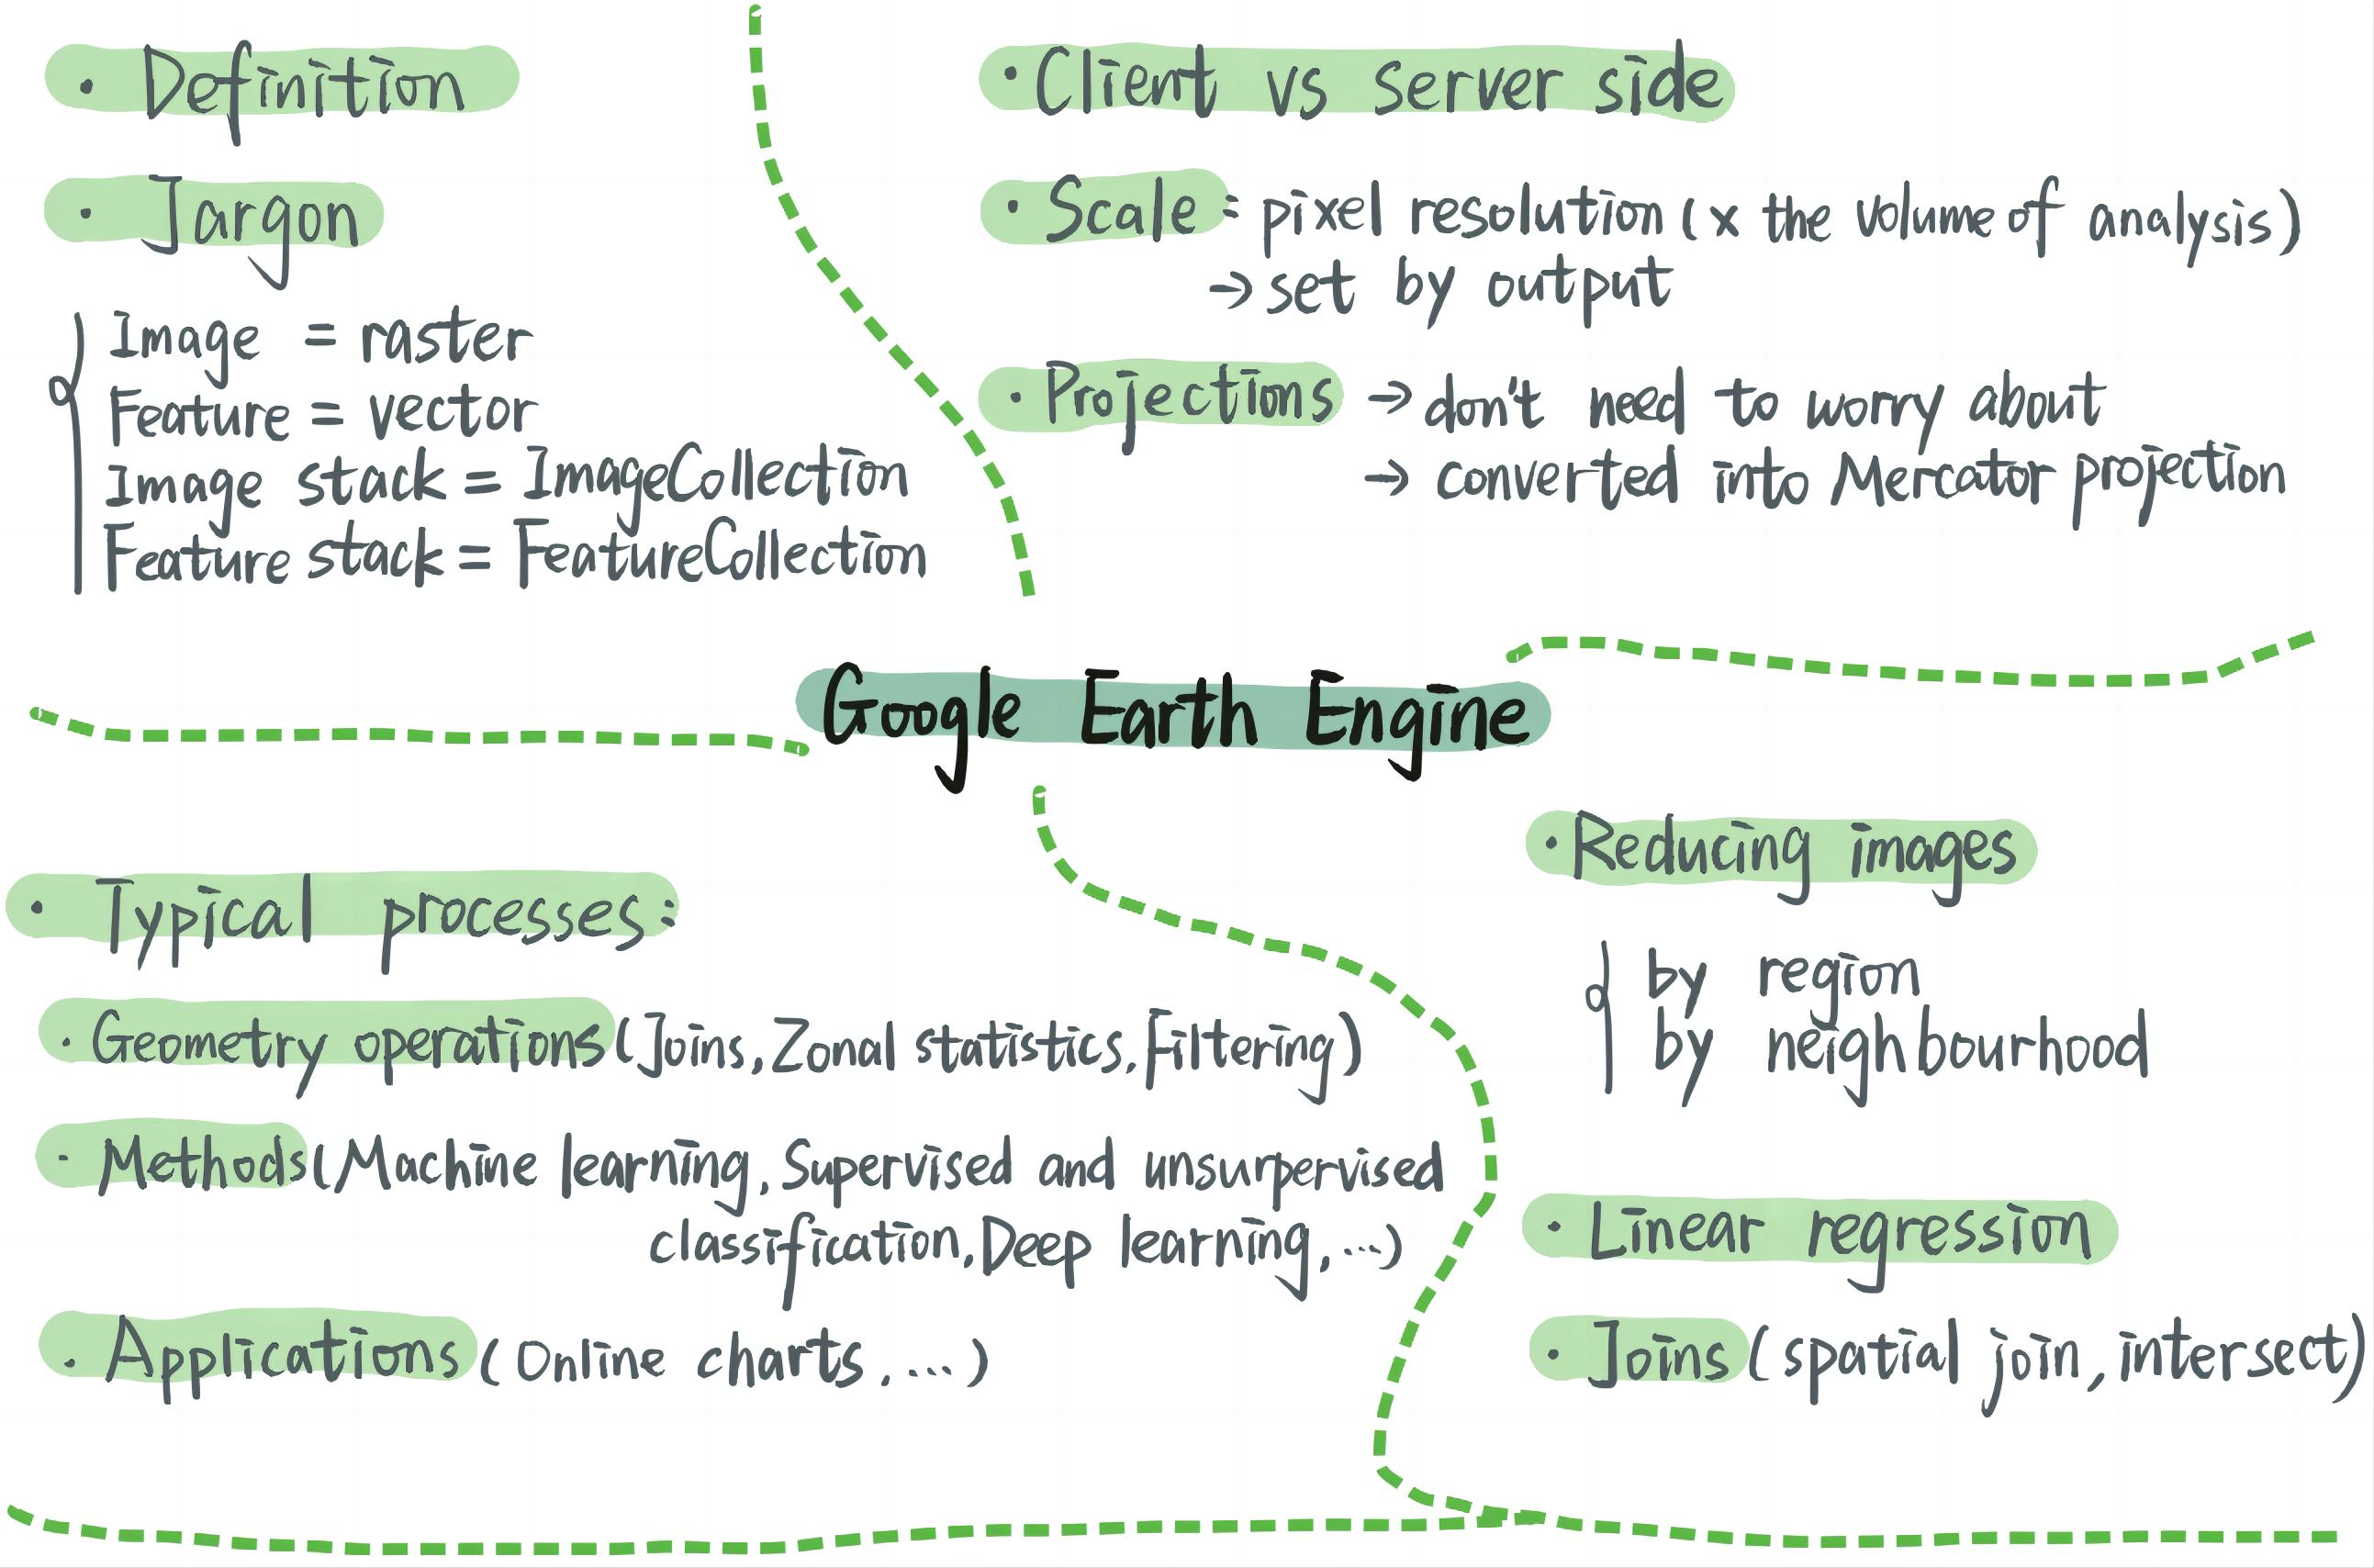 · Definition
· Jargon
Image = raster
Feature = vector
Image stack = ImageCollection
Feature stack = FeatureCollection
· Client vs server side
· Scale: pixel resolution (x the volume of analysis)
→ set by output
· Projections → don't need to worry about
→ converted into Mercator projection
Google Earth Engine
· Typical processes:
· Geometry operations (Joins, Zonal statistics, Filtering)
· Methods (Machine learning, Supervised and unsurpervised
classification, Deep learning, ...)
· Applications (Online charts, ...)
· Reducing images
by region
by neighbourhood
· Linear regression
· Joins (spatial join, intersect)